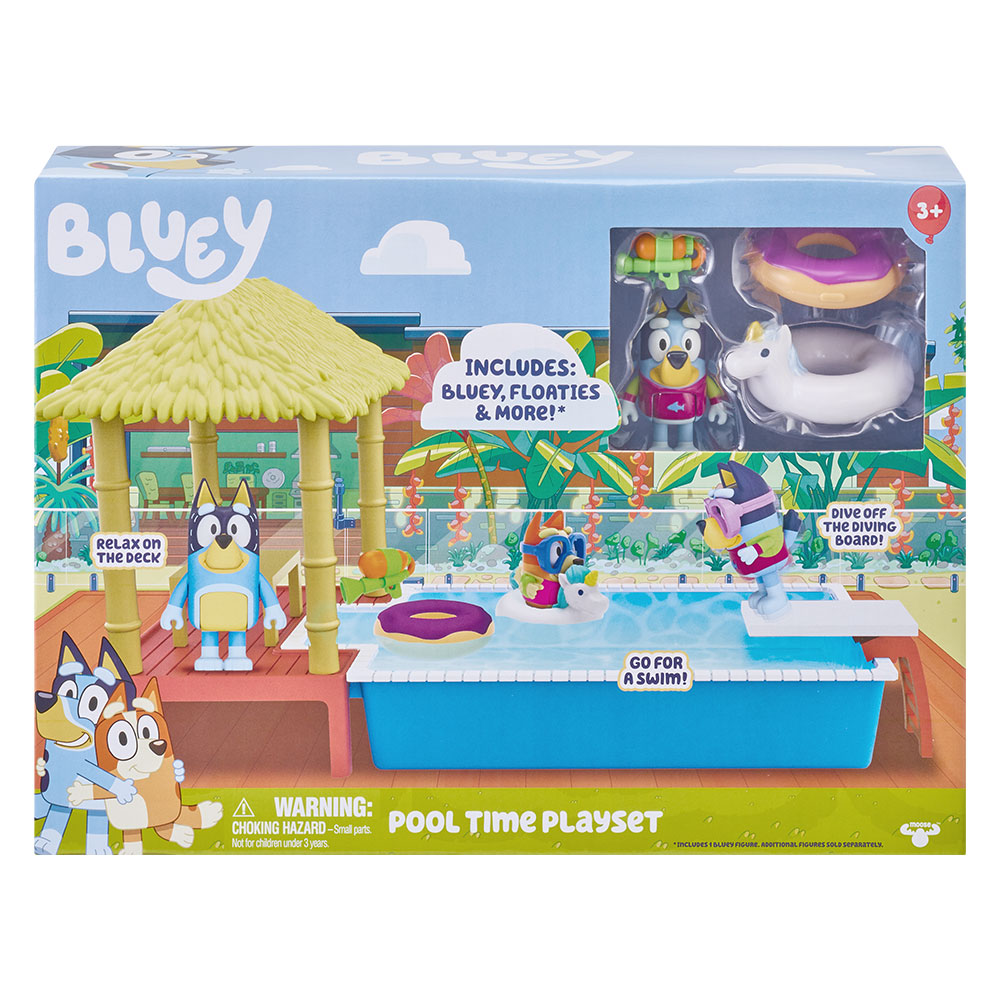 BLUEY
BLUEY
3+
INCLUDES:
BLUEY, FLOATIES
& MORE!*
RELAX ON
THE DECK
DIVE OFF
THE DIVING
BOARD!
GO FOR
A SWIM!
WARNING:
CHOKING HAZARD – Small parts.
Not for children under 3 years.
POOL TIME PLAYSET
moose
*INCLUDES 1 BLUEY FIGURE. ADDITIONAL FIGURES SOLD SEPARATELY.